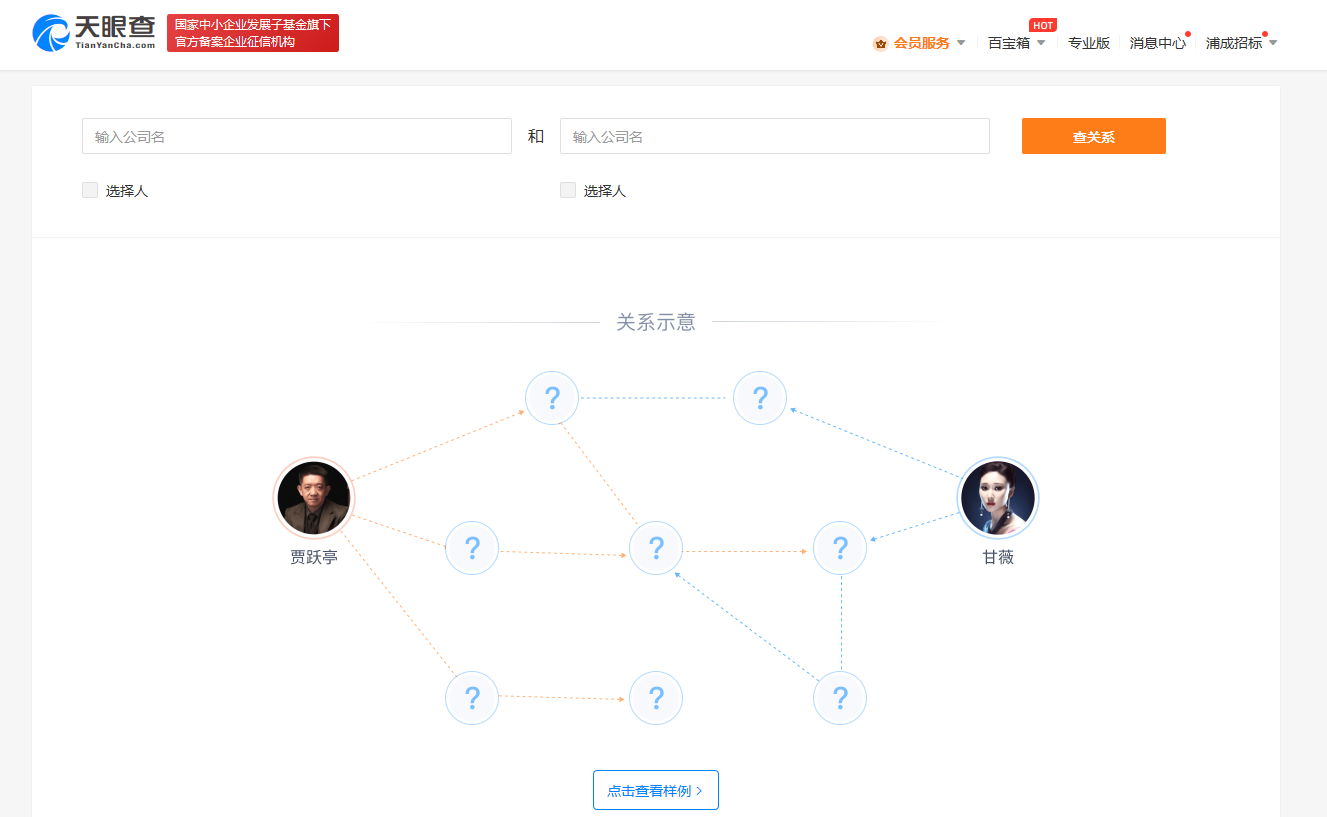 天眼查
TianYanCha.com
国家中小企业发展子基金旗下
官方备案企业征信机构
会员服务
百宝箱
HOT
专业版
消息中心
浦成招标
输入公司名
和
输入公司名
查关系
选择人
选择人
关系示意
?
?
贾跃亭
甘薇
?
?
?
?
?
?
点击查看样例 >